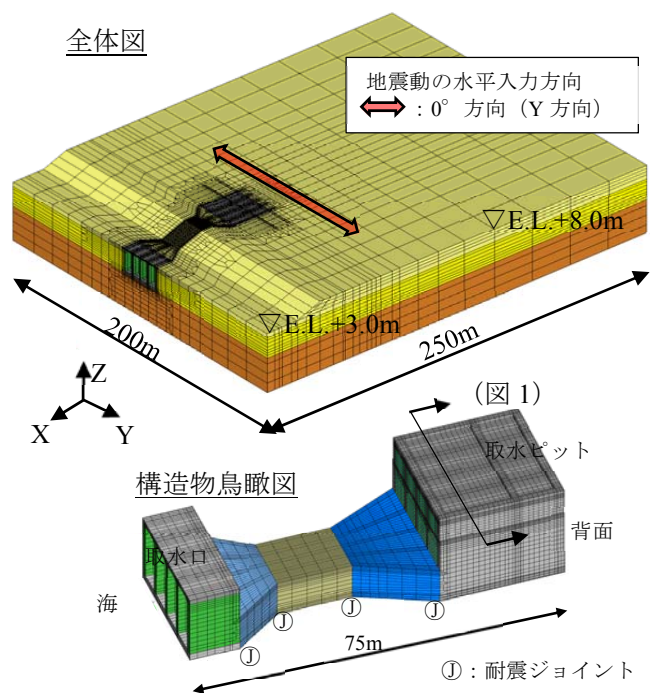 全体図
地震動の水平入力方向
：0°方向（Y 方向）
▽E.L.+8.0m
▽E.L.+3.0m
200m
250m
Z
X
Y
（図 1）
取水ピット
構造物鳥瞰図
背面
取水口
海
Ⓙ
Ⓙ
Ⓙ
Ⓙ
75m
Ⓙ：耐震ジョイント